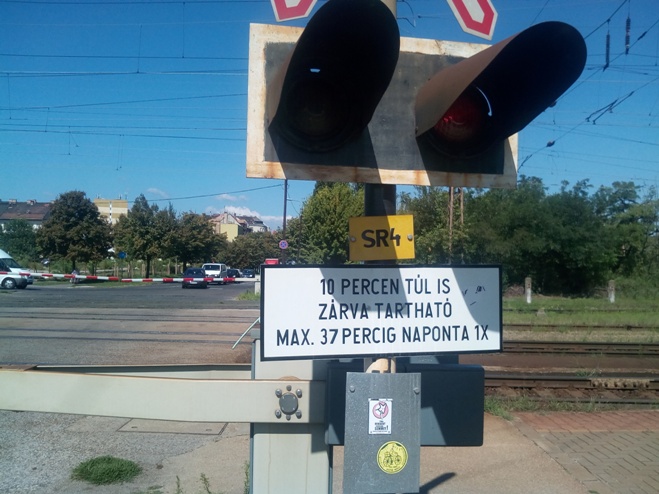 SR4
10 PERCEN TÚL IS
ZÁRVA TARTHATÓ
MAX. 37 PERCIG NAPONTA 1X